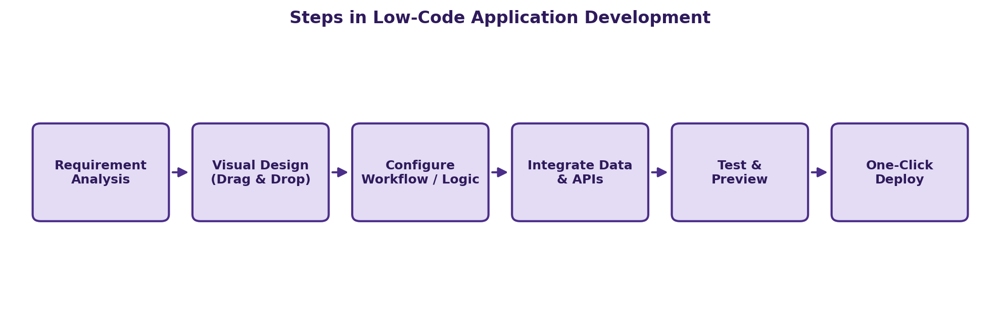 Steps in Low-Code Application Development
Requirement
Analysis
Visual Design
(Drag & Drop)
Configure
Workflow / Logic
Integrate Data
& APIs
Test &
Preview
One-Click
Deploy